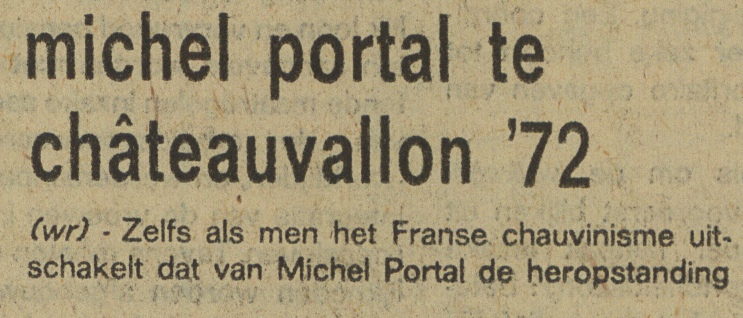 michel portal te
châteauvallon '72
(wr) - Zelfs als men het Franse chauvinisme uit-
schakelt dat van Michel Portal de heropstanding